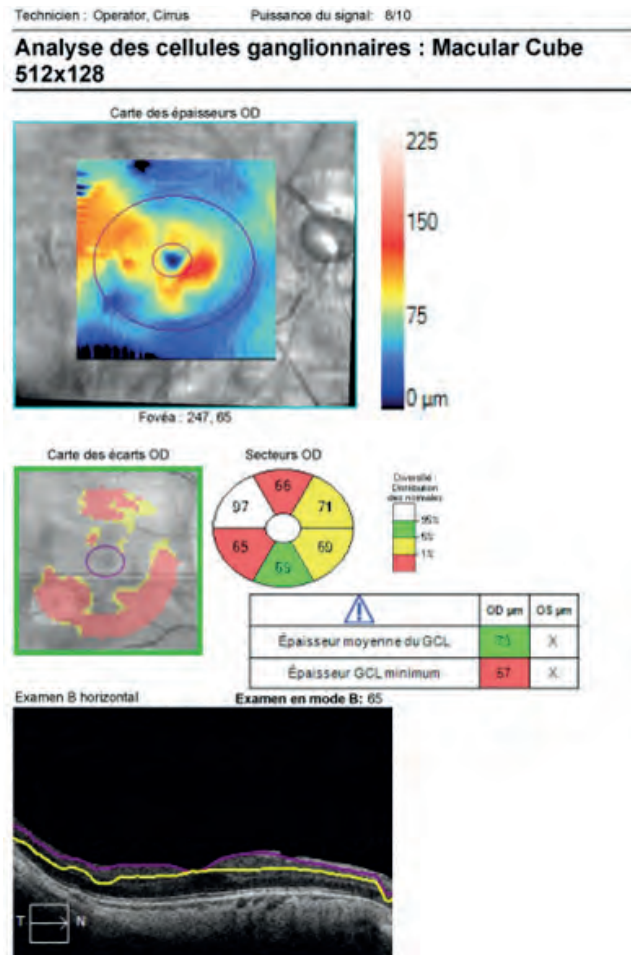 Technicien : Operator, Cirrus Puissance du signal: 8/10
Analyse des cellules ganglionnaires : Macular Cube
512x128
Carte des épaisseurs OD
225
150
75
0 µm
Fovéa : 247, 65
Carte des écarts OD Secteurs OD
Diversifié :
Distribution
des normales
95%
5%
1%
66
97 71
65 69
OD µm OS µm
Épaisseur moyenne du GCL X
Épaisseur GCL minimum 57 X
Examen B horizontal Examen en mode B: 65
T N